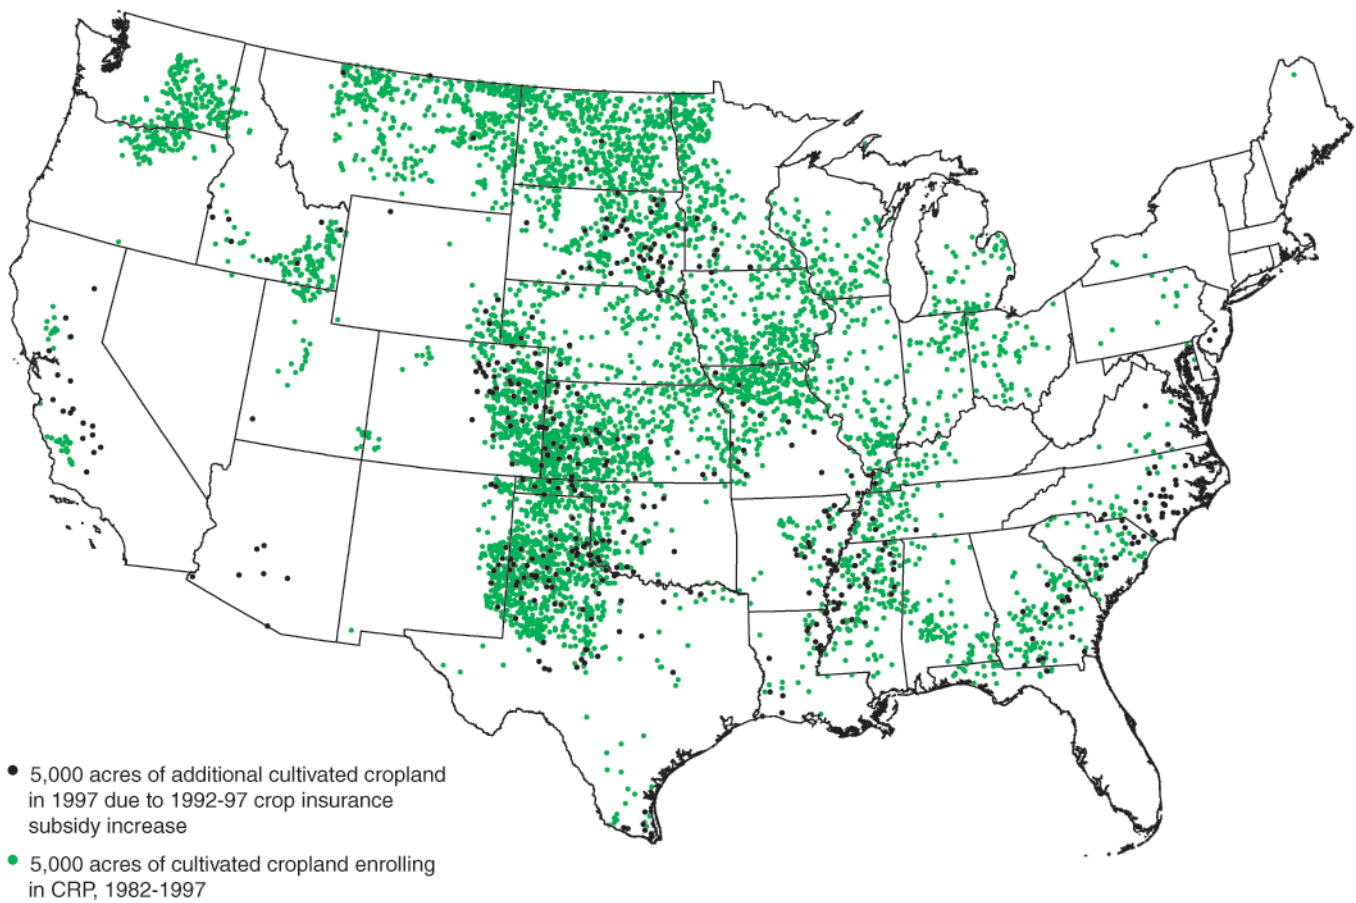 5,000 acres of additional cultivated cropland
in 1997 due to 1992-97 crop insurance
subsidy increase
5,000 acres of cultivated cropland enrolling
in CRP, 1982-1997